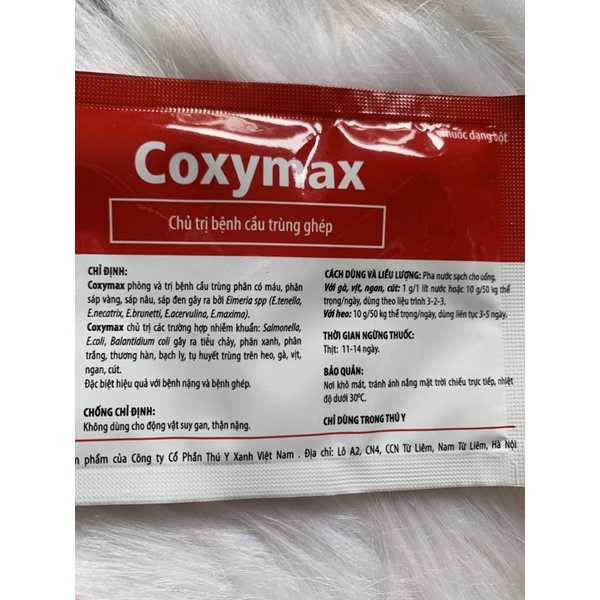 Thuốc dạng bột
Coxymax
Chủ trị bệnh cầu trùng ghép
CHỈ ĐỊNH:
Coxymax phòng và trị bệnh cầu trùng phân có máu, phân
sáp vàng, sáp nâu, sáp đen gây ra bởi Eimeria spp (E.tenella,
E.necatrix, E.brunetti, E.acervulina, E.maxima).
Coxymax chủ trị các trường hợp nhiễm khuẩn: Salmonella,
E.coli, Balantidium coli gây ra tiêu chảy, phân xanh, phân
trắng, thương hàn, bạch lỵ, tụ huyết trùng trên heo, gà, vịt,
ngan, cút.
Đặc biệt hiệu quả với bệnh nặng và bệnh ghép.
CHỐNG CHỈ ĐỊNH:
Không dùng cho động vật suy gan, thận nặng.
CÁCH DÙNG VÀ LIỀU LƯỢNG: Pha nước sạch cho uống.
Với gà, vịt, ngan, cút: 1 g/1 lít nước hoặc 10 g/50 kg thể
trọng/ngày, dùng theo liệu trình 3-2-3.
Với heo: 10 g/50 kg thể trọng/ngày, dùng liên tục 3-5 ngày.
THỜI GIAN NGỪNG THUỐC:
Thịt: 11-14 ngày.
BẢO QUẢN:
Nơi khô mát, tránh ánh nắng mặt trời chiếu trực tiếp, nhiệt
độ dưới 30°C.
CHỈ DÙNG TRONG THÚ Y
n phẩm của Công ty Cổ Phần Thú Y Xanh Việt Nam . Địa chỉ: Lô A2, CN4, CCN Từ Liêm, Nam Từ Liêm, Hà Nội